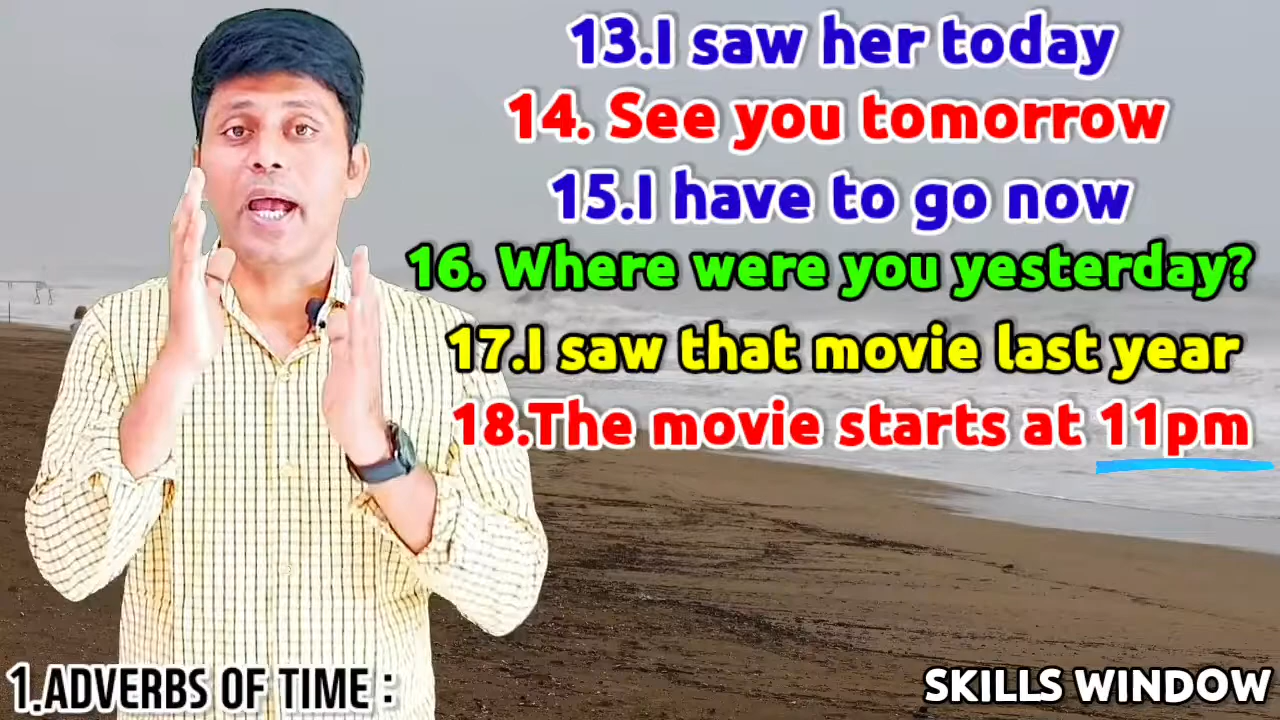 13.I saw her today
14. See you tomorrow
15.I have to go now
16. Where were you yesterday?
17.I saw that movie last year
18.The movie starts at 11pm
1.ADVERBS OF TIME :
SKILLS WINDOW